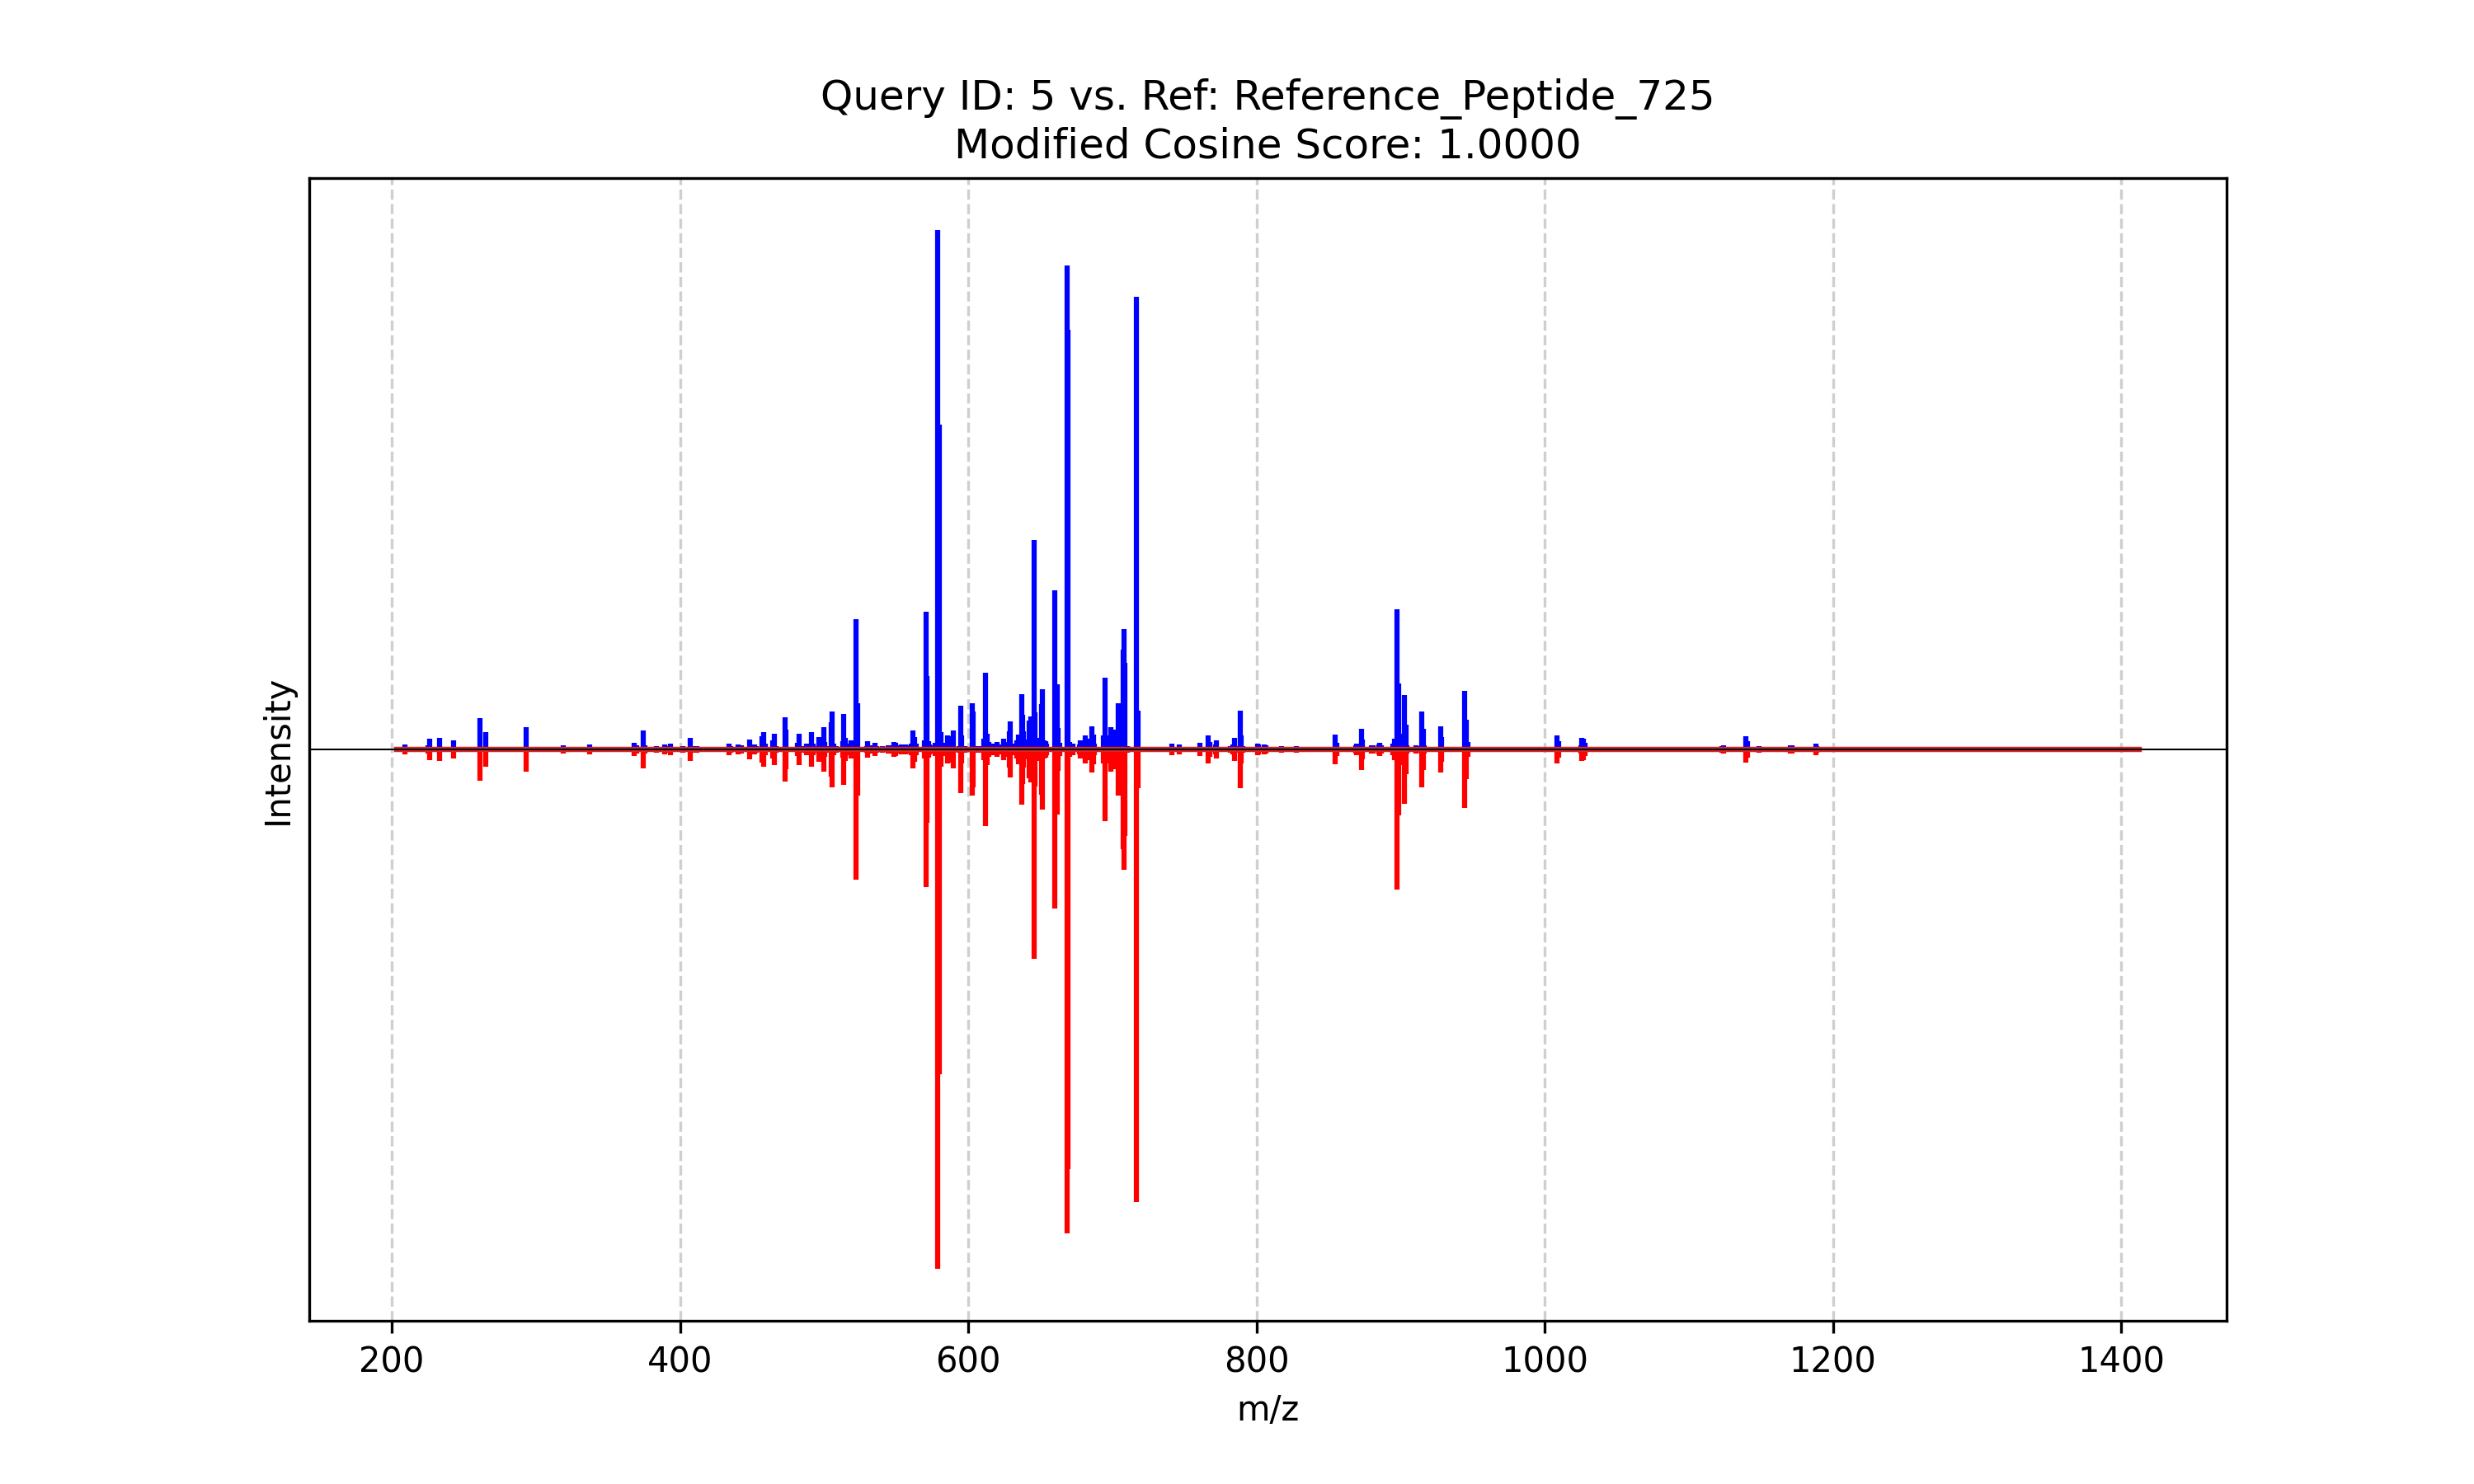 Query ID: 5 vs. Ref: Reference_Peptide_725
Modified Cosine Score: 1.0000
Intensity
200 400 600 800 1000 1200 1400
m/z